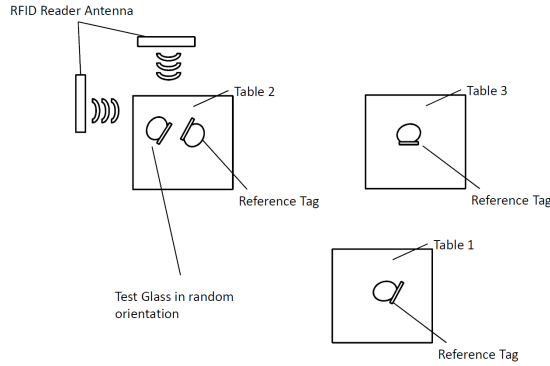 RFID Reader Antenna
Table 2
Table 3
Reference Tag
Reference Tag
Table 1
Test Glass in random
orientation
Reference Tag